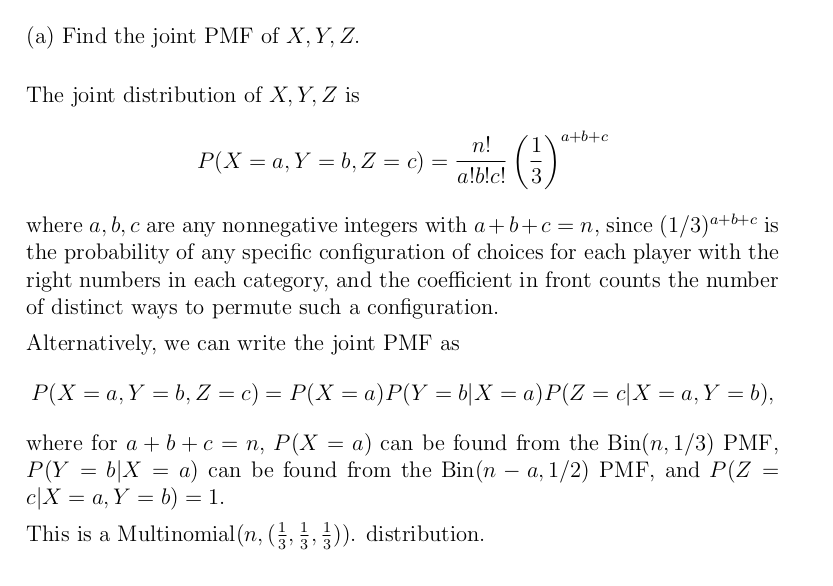 (a) Find the joint PMF of X, Y, Z.
The joint distribution of X, Y, Z is
P(X = a, Y = b, Z = c) = \frac{n!}{a!b!c!} \left(\frac{1}{3}\right)^{a+b+c}
where a, b, c are any nonnegative integers with a + b + c = n, since (1/3)^{a+b+c} is
the probability of any specific configuration of choices for each player with the
right numbers in each category, and the coefficient in front counts the number
of distinct ways to permute such a configuration.
Alternatively, we can write the joint PMF as
P(X = a, Y = b, Z = c) = P(X = a)P(Y = b|X = a)P(Z = c|X = a, Y = b),
where for a + b + c = n, P(X = a) can be found from the Bin(n, 1/3) PMF,
P(Y = b|X = a) can be found from the Bin(n − a, 1/2) PMF, and P(Z =
c|X = a, Y = b) = 1.
This is a Multinomial(n, (\frac{1}{3}, \frac{1}{3}, \frac{1}{3})). distribution.